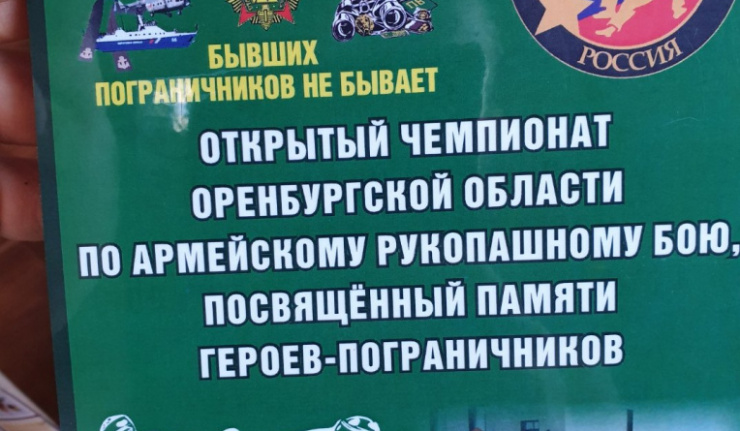 РОССИЯ
БЫВШИХ
ПОГРАНИЧНИКОВ НЕ БЫВАЕТ
ОТКРЫТЫЙ ЧЕМПИОНАТ
ОРЕНБУРГСКОЙ ОБЛАСТИ
ПО АРМЕЙСКОМУ РУКОПАШНОМУ БОЮ,
ПОСВЯЩЁННЫЙ ПАМЯТИ
ГЕРОЕВ-ПОГРАНИЧНИКОВ